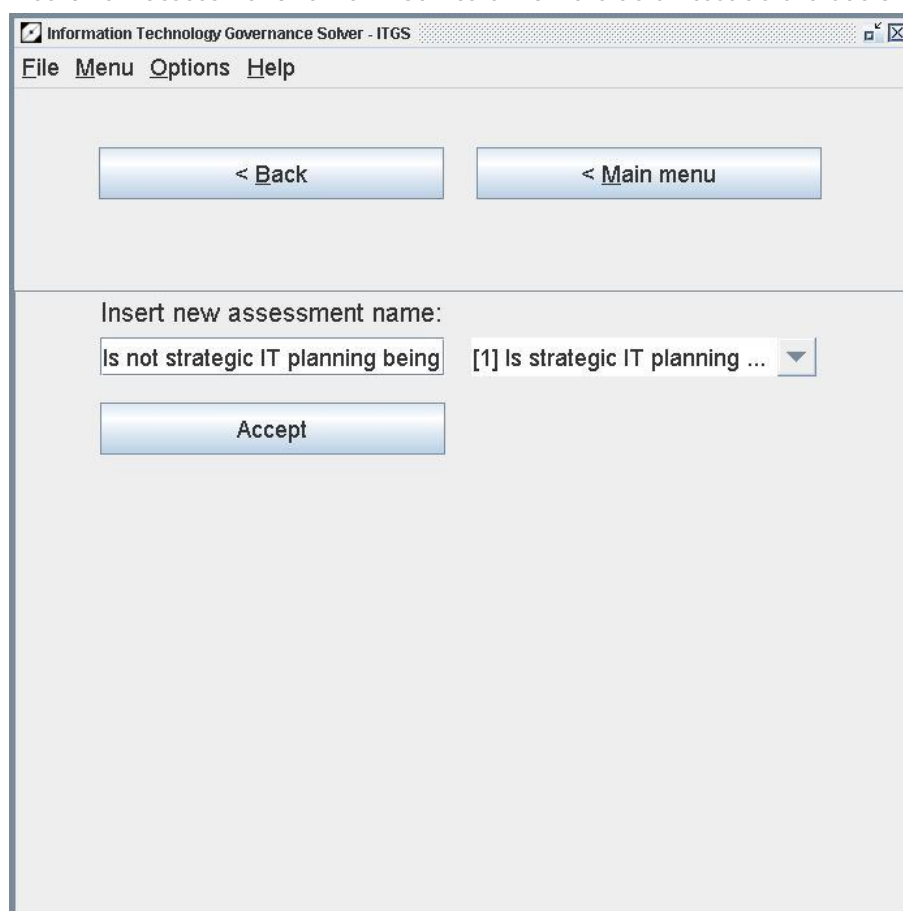 Information Technology Governance Solver - ITGS
File Menu Options Help
< Back < Main menu
Insert new assessment name:
Is not strategic IT planning being [1] Is strategic IT planning ...
Accept